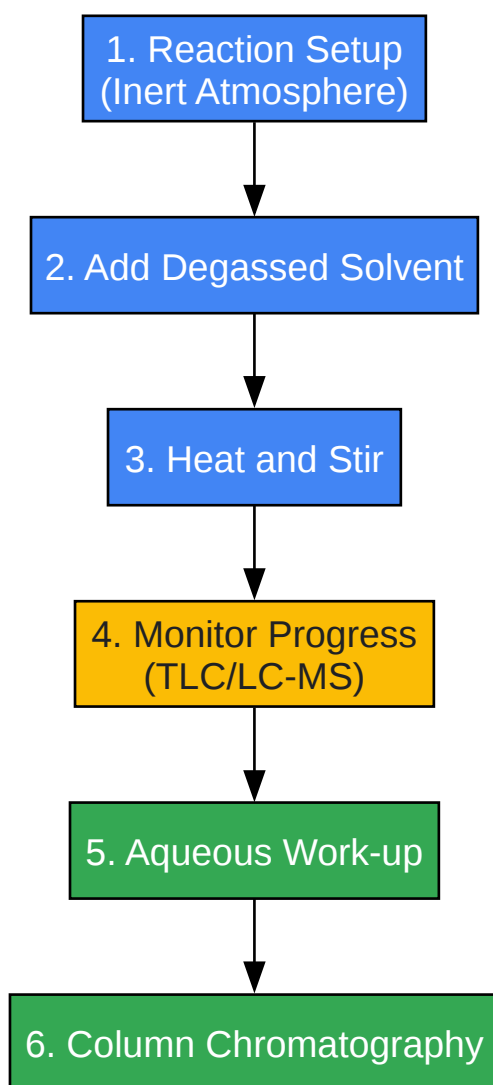 1. Reaction Setup
(Inert Atmosphere)
2. Add Degassed Solvent
3. Heat and Stir
4. Monitor Progress
(TLC/LC-MS)
5. Aqueous Work-up
6. Column Chromatography